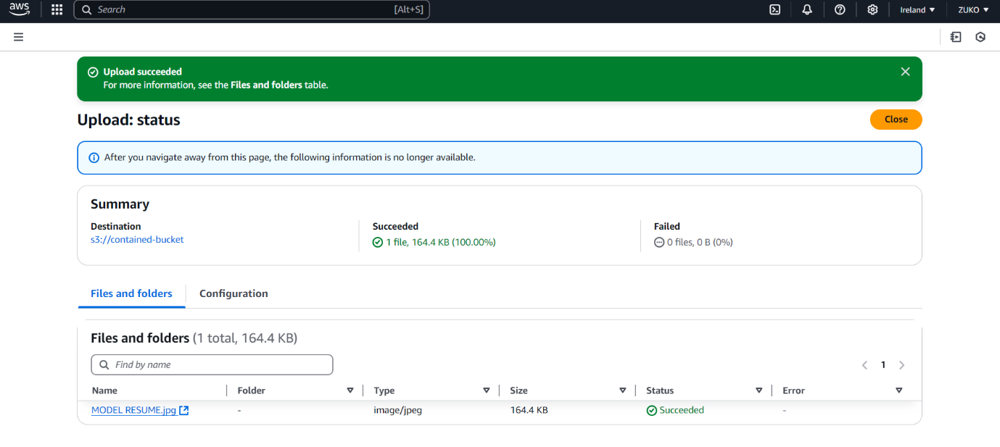 aws Search [Alt+S] Ireland ▼ ZUKO ▼
Upload succeeded
For more information, see the Files and folders table.
Upload: status Close
After you navigate away from this page, the following information is no longer available.
Summary
Destination Succeeded Failed
s3://contained-bucket 1 file, 164.4 KB (100.00%) 0 files, 0 B (0%)
Files and folders Configuration
Files and folders (1 total, 164.4 KB)
Find by name 1
Name Folder Type Size Status Error
MODEL RESUME.jpg - image/jpeg 164.4 KB Succeeded -